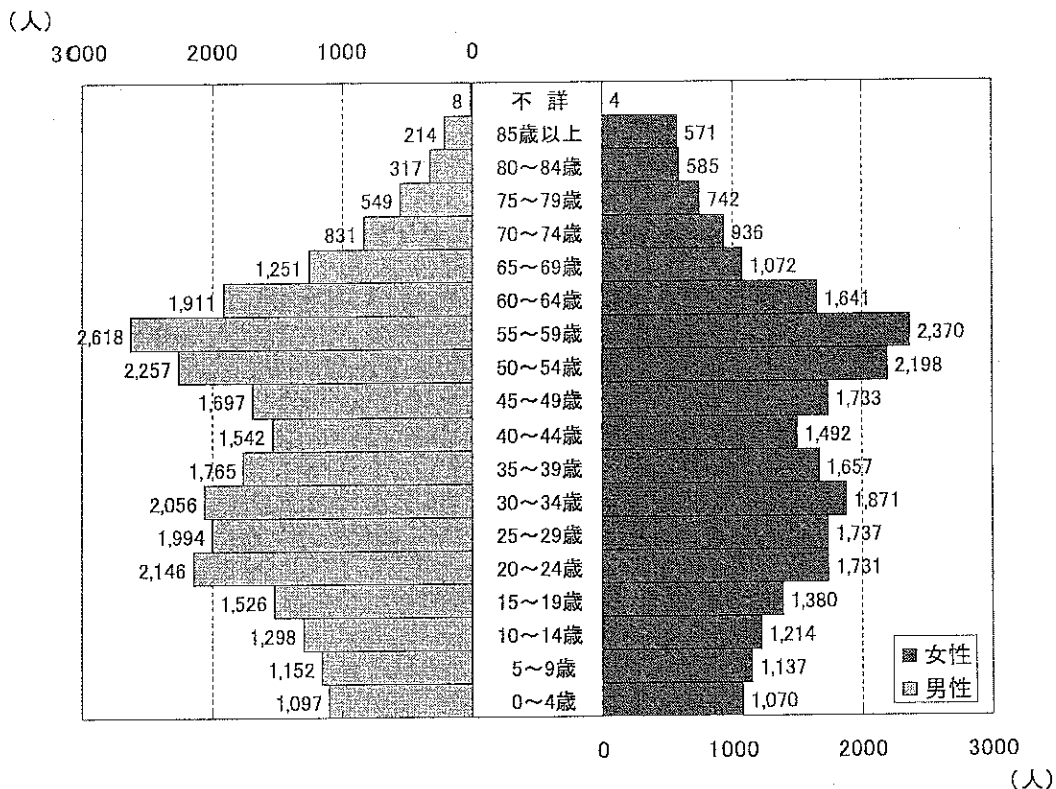 (人)
3000 2000 1000 0
8 不詳 4
214 85歳以上 571
317 80～84歳 585
549 75～79歳 742
831 70～74歳 936
1,251 65～69歳 1,072
1,911 60～64歳 1,641
2,618 55～59歳 2,370
2,257 50～54歳 2,198
1,697 45～49歳 1,733
1,542 40～44歳 1,492
1,765 35～39歳 1,657
2,056 30～34歳 1,871
1,994 25～29歳 1,737
2,146 20～24歳 1,731
1,526 15～19歳 1,380
1,298 10～14歳 1,214
1,152 5～9歳 1,137
1,097 0～4歳 1,070
女性
男性
0 1000 2000 3000
(人)